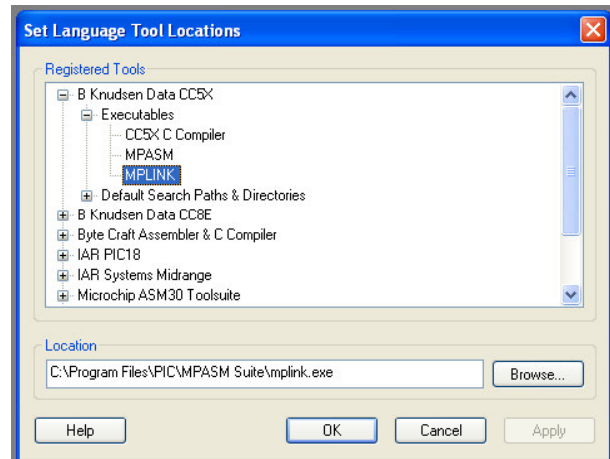 Set Language Tool Locations
Registered Tools
B Knudsen Data CC5X
Executables
CC5X C Compiler
MPASM
MPLINK
Default Search Paths & Directories
B Knudsen Data CC8E
Byte Craft Assembler & C Compiler
IAR PIC18
IAR Systems Midrange
Microchip ASM30 Toolsuite
Location
C:\Program Files\PIC\MPASM Suite\mplink.exe
Browse...
Help OK Cancel Apply